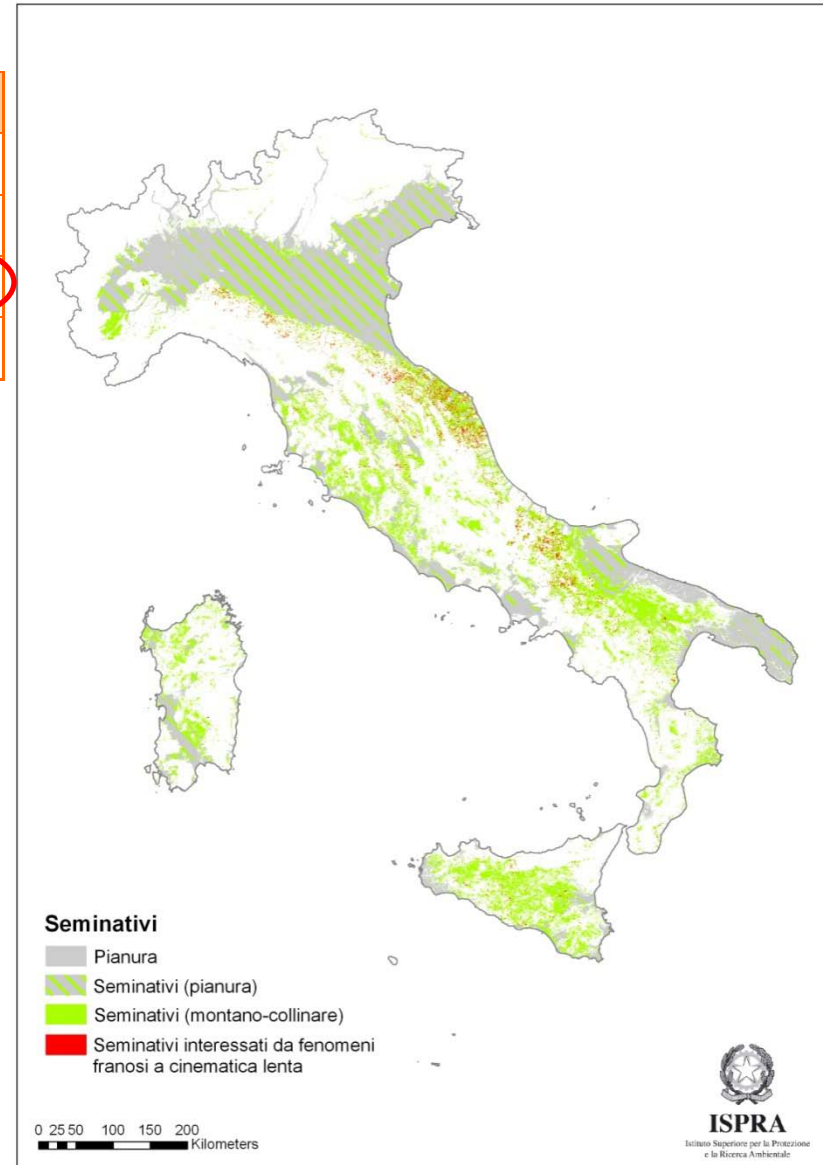 Seminativi
Pianura
Seminativi (pianura)
Seminativi (montano-collinare)
Seminativi interessati da fenomeni
franosi a cinematica lenta
0 25 50 100 150 200
Kilometers
ISPRA
Istituto Superiore per la Protezione
e la Ricerca Ambientale